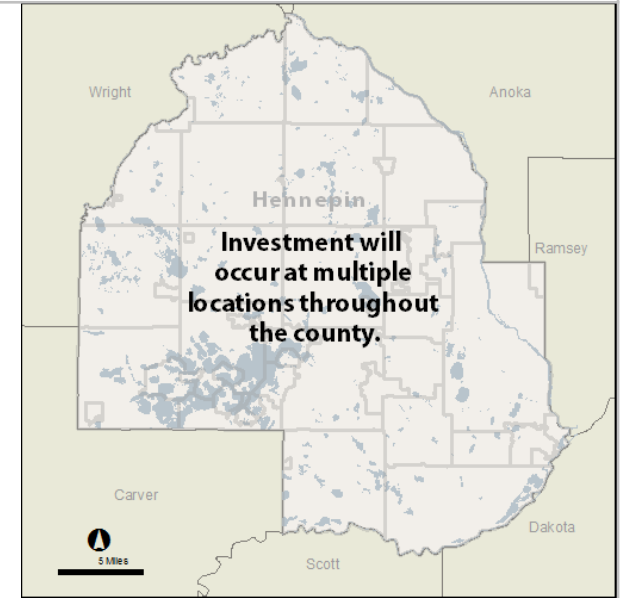 Wright
Anoka
Hennepin
Investment will
occur at multiple
locations throughout
the county.
Ramsey
Carver
5 Miles
Scott
Dakota